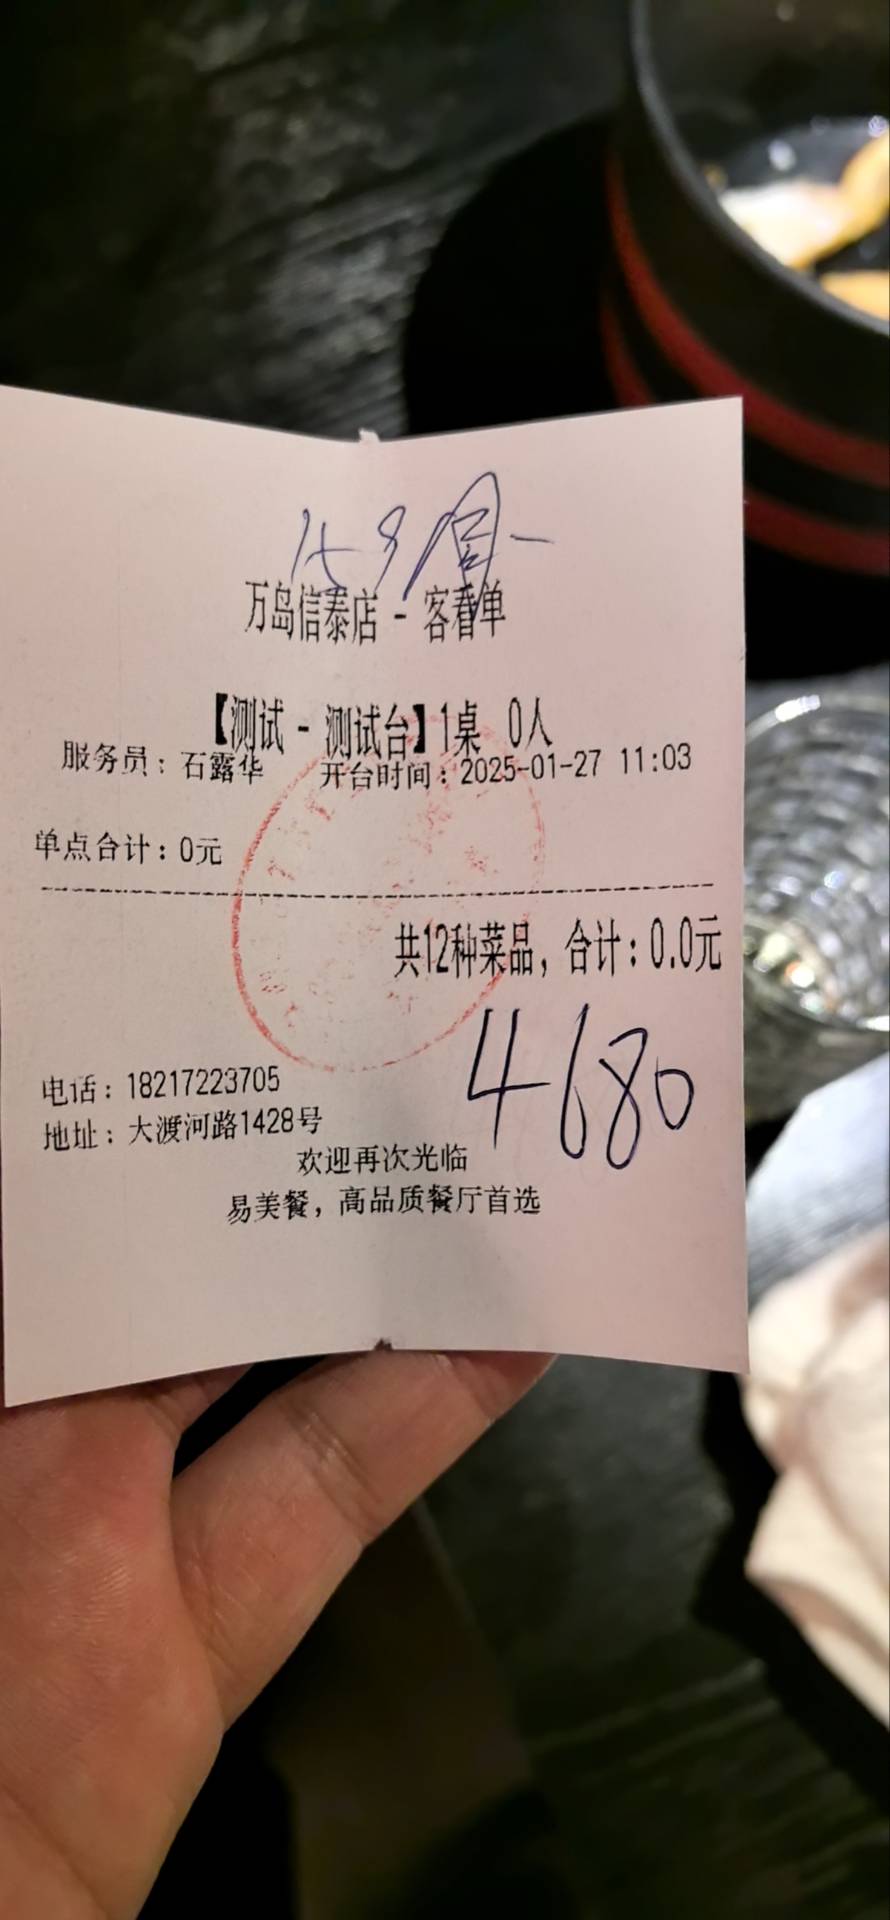 万岛信泰店 - 客看单
【测试 - 测试台】1桌 0人
服务员：石露华 开台时间：2025-01-27 11:03
单点合计：0元
共12种菜品，合计：0.0元
4680
电话：18217223705
地址：大渡河路1428号
欢迎再次光临
易美餐，高品质餐厅首选